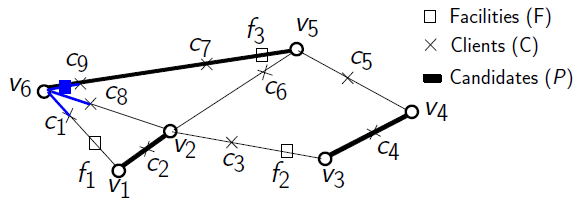 v5
Facilities (F)
f3
Clients (C)
c9
c7
c5
Candidates (P)
v6
c8
c6
c1
v4
v2
c4
c2
c3
f1
v1
f2
v3